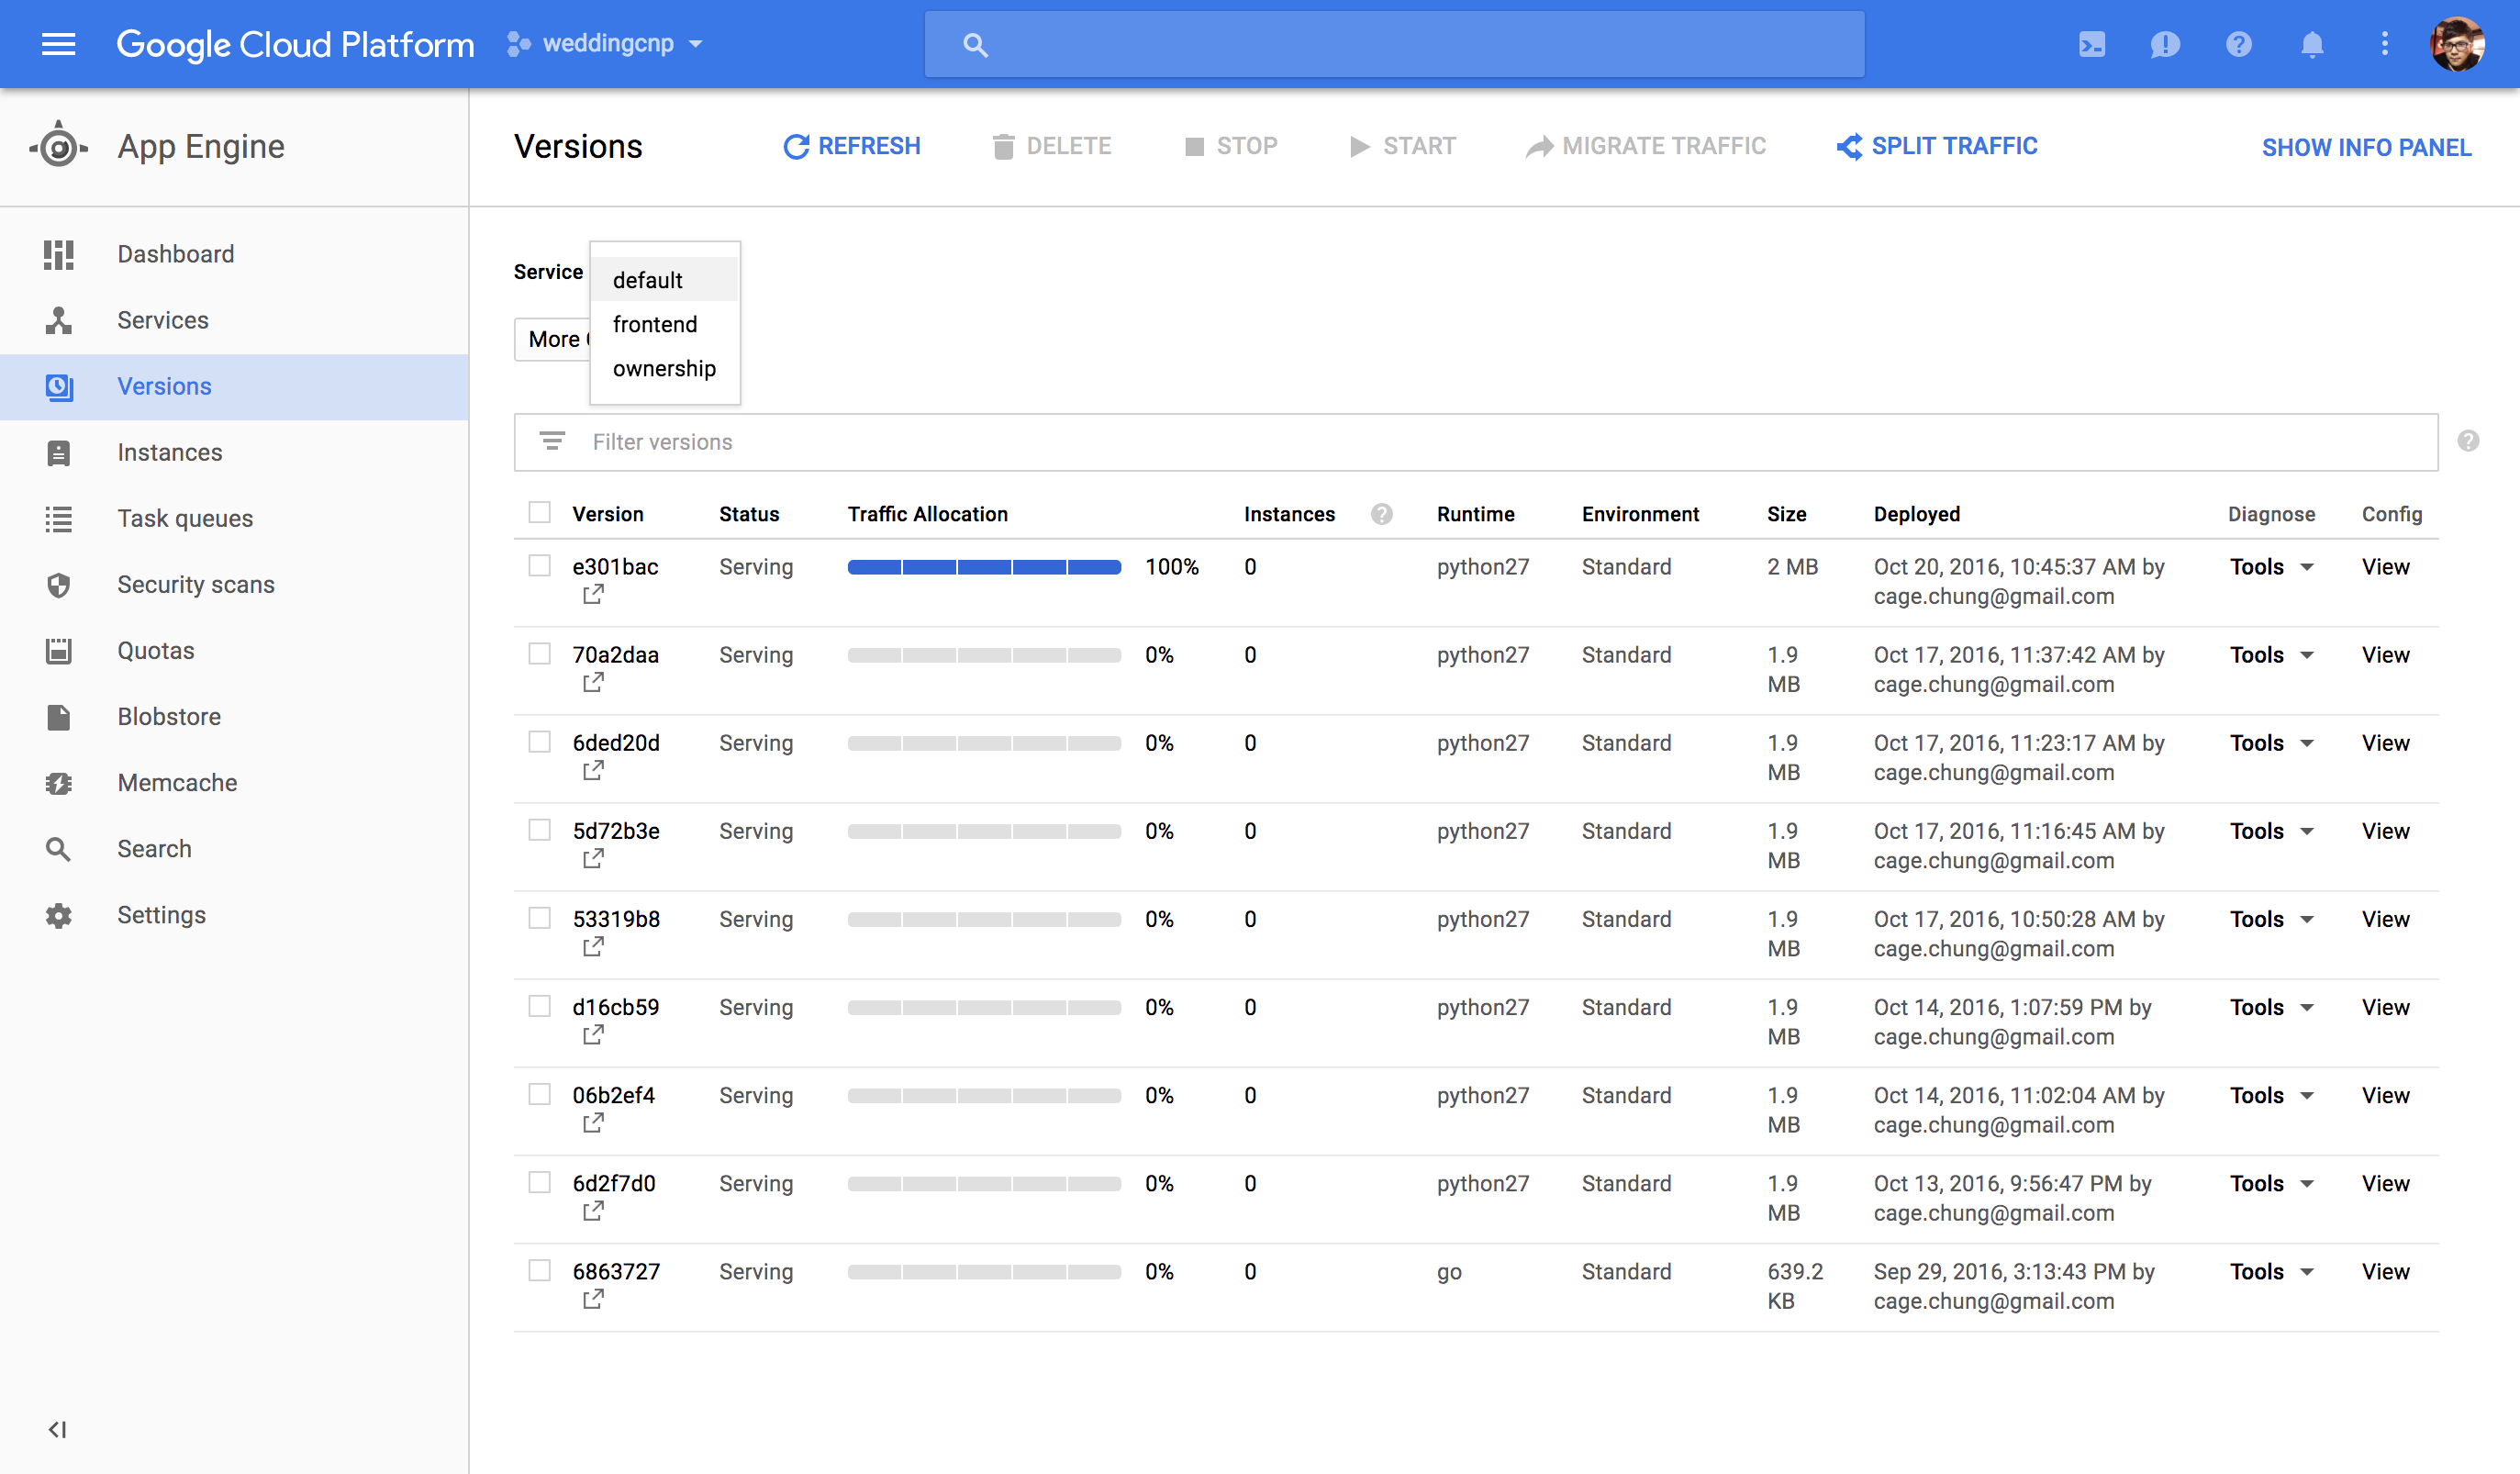 Google Cloud Platform weddingcnp
App Engine
Versions REFRESH DELETE STOP START MIGRATE TRAFFIC SPLIT TRAFFIC SHOW INFO PANEL
Dashboard
Services
Versions
Instances
Task queues
Security scans
Quotas
Blobstore
Memcache
Search
Settings
Service
default
frontend
ownership
More
Filter versions
Version Status Traffic Allocation Instances Runtime Environment Size Deployed Diagnose Config
e301bac Serving 100% 0 python27 Standard 2 MB Oct 20, 2016, 10:45:37 AM by Tools View
cage.chung@gmail.com
70a2daa Serving 0% 0 python27 Standard 1.9 Oct 17, 2016, 11:37:42 AM by Tools View
MB cage.chung@gmail.com
6ded20d Serving 0% 0 python27 Standard 1.9 Oct 17, 2016, 11:23:17 AM by Tools View
MB cage.chung@gmail.com
5d72b3e Serving 0% 0 python27 Standard 1.9 Oct 17, 2016, 11:16:45 AM by Tools View
MB cage.chung@gmail.com
53319b8 Serving 0% 0 python27 Standard 1.9 Oct 17, 2016, 10:50:28 AM by Tools View
MB cage.chung@gmail.com
d16cb59 Serving 0% 0 python27 Standard 1.9 Oct 14, 2016, 1:07:59 PM by Tools View
MB cage.chung@gmail.com
06b2ef4 Serving 0% 0 python27 Standard 1.9 Oct 14, 2016, 11:02:04 AM by Tools View
MB cage.chung@gmail.com
6d2f7d0 Serving 0% 0 python27 Standard 1.9 Oct 13, 2016, 9:56:47 PM by Tools View
MB cage.chung@gmail.com
6863727 Serving 0% 0 go Standard 639.2 Sep 29, 2016, 3:13:43 PM by Tools View
KB cage.chung@gmail.com